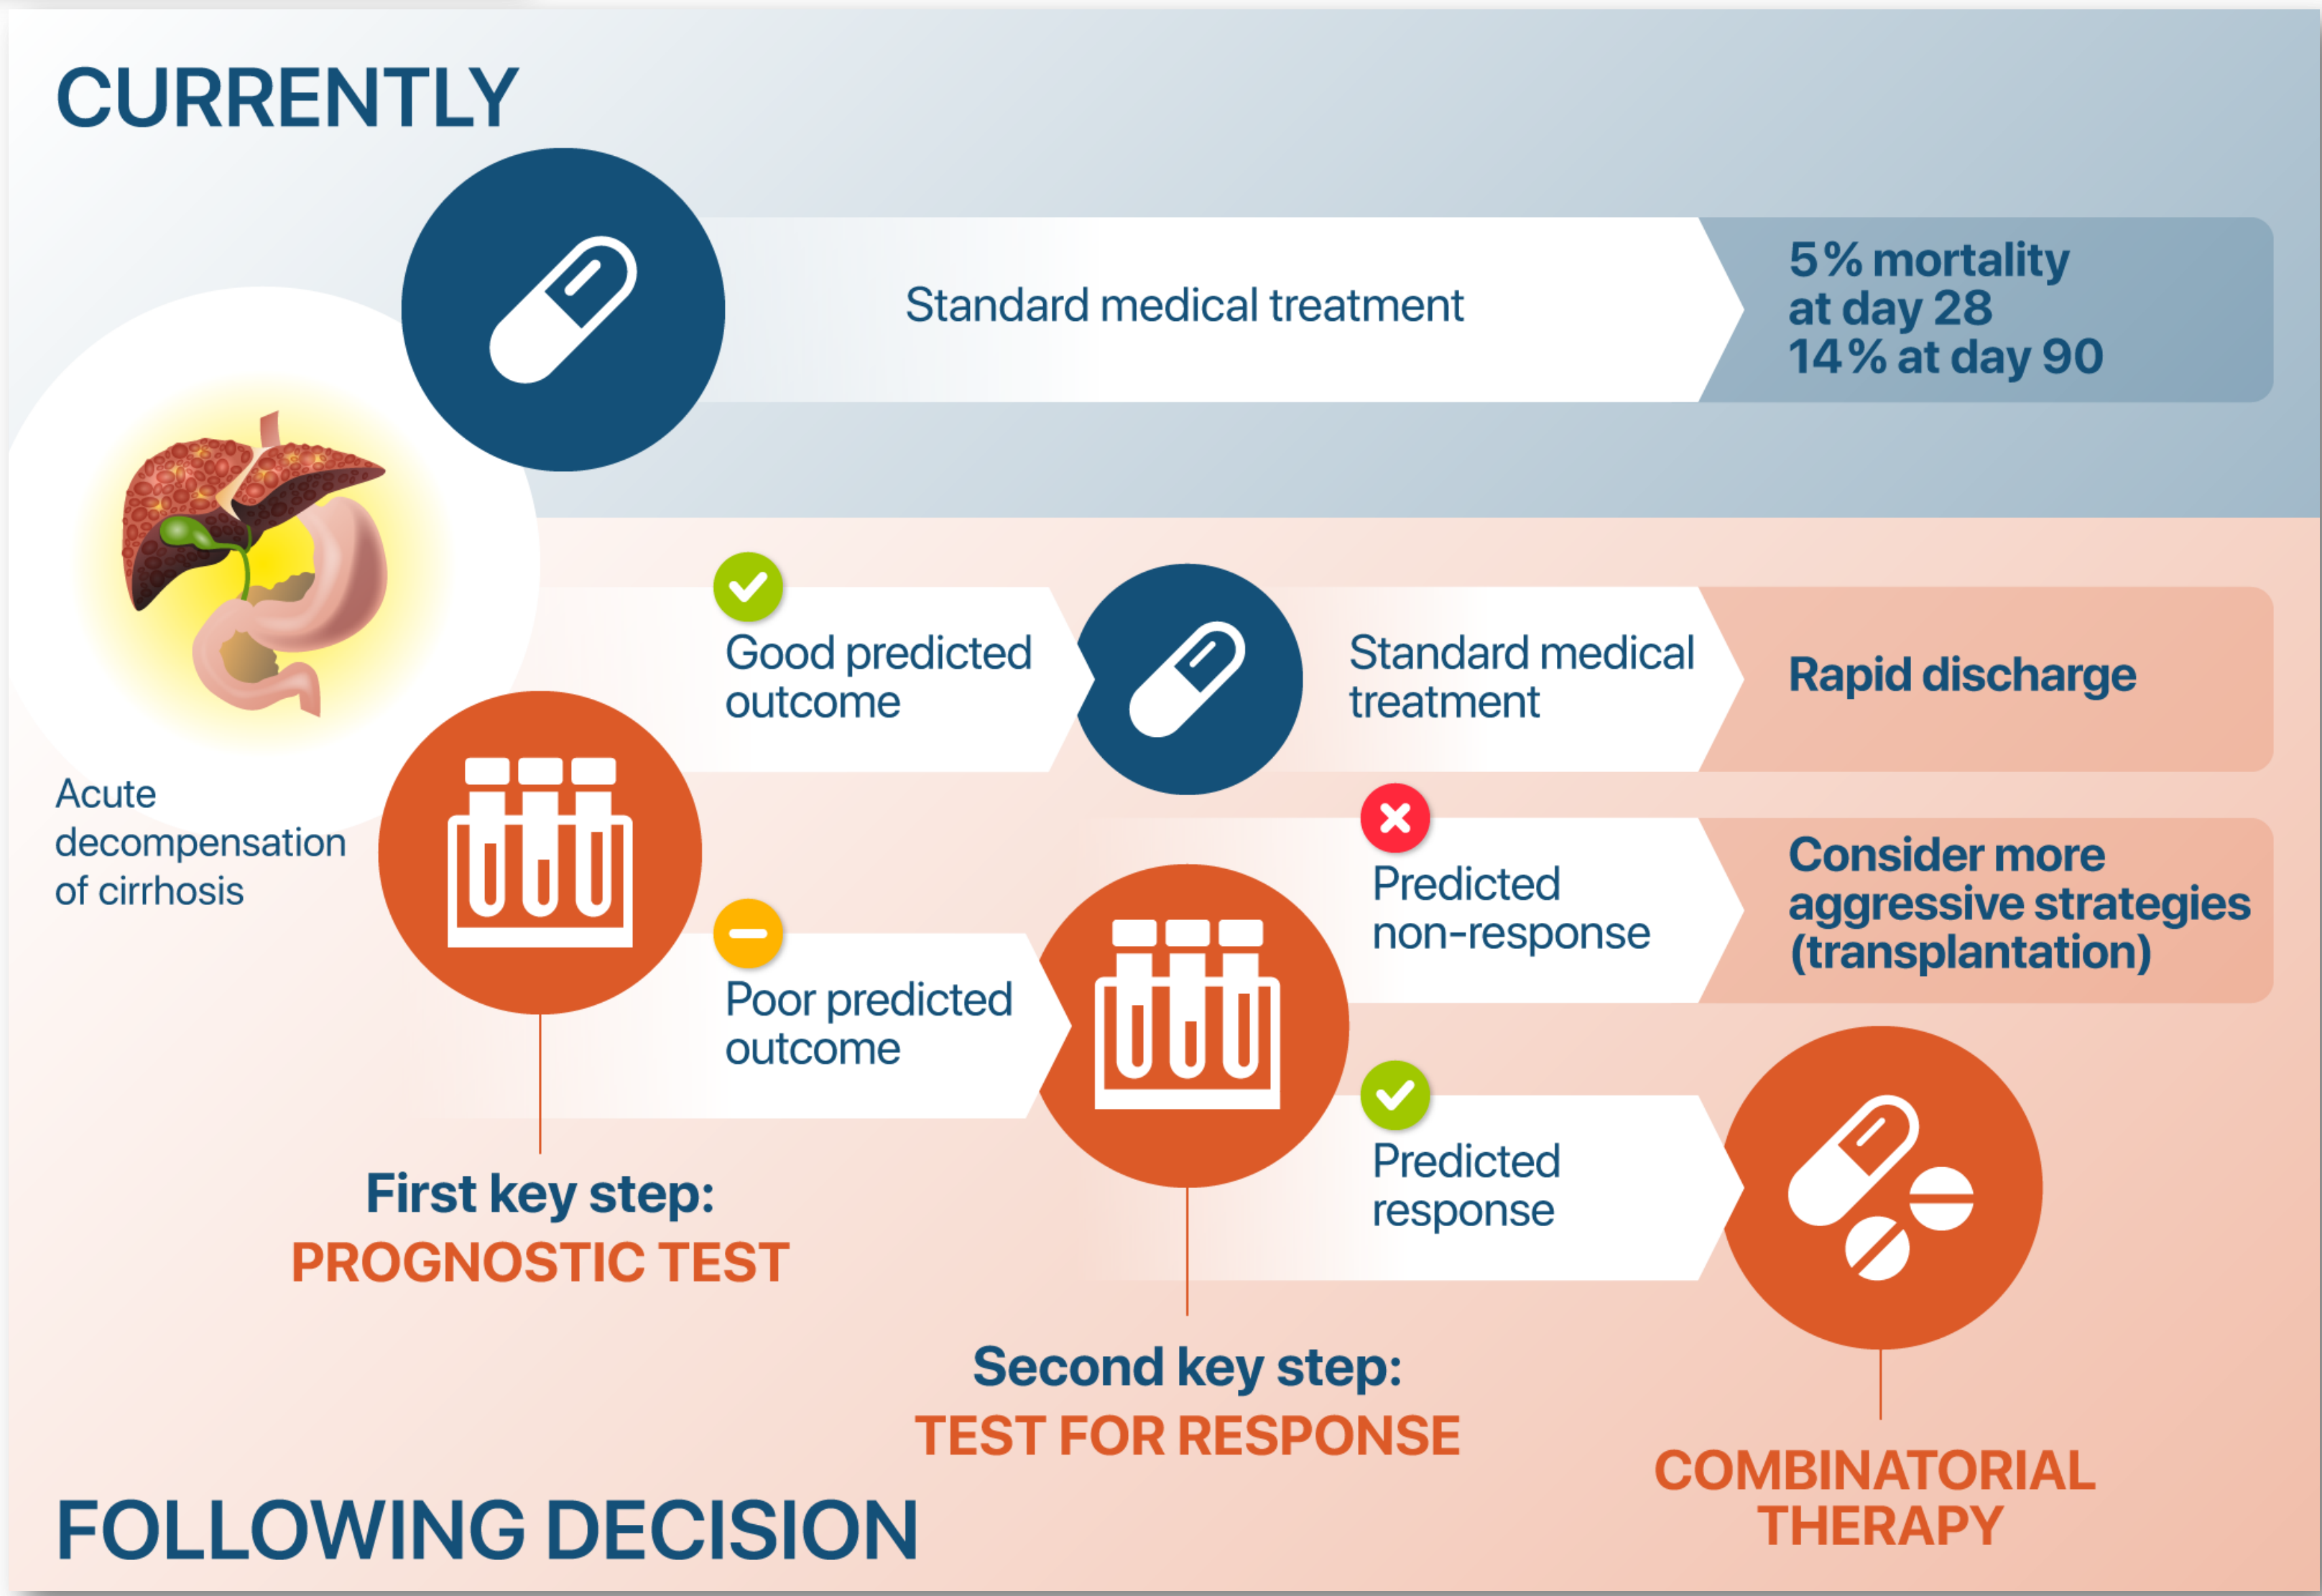 CURRENTLY
Standard medical treatment
5% mortality
at day 28
14% at day 90
Acute
decompensation
of cirrhosis
Good predicted
outcome
Standard medical
treatment
Rapid discharge
Poor predicted
outcome
Predicted
non-response
Consider more
aggressive strategies
(transplantation)
Predicted
response
First key step:
PROGNOSTIC TEST
Second key step:
TEST FOR RESPONSE
COMBINATORIAL
THERAPY
FOLLOWING DECISION